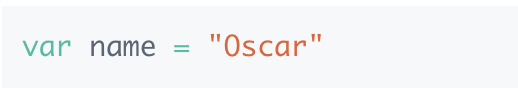 var name = "Oscar"